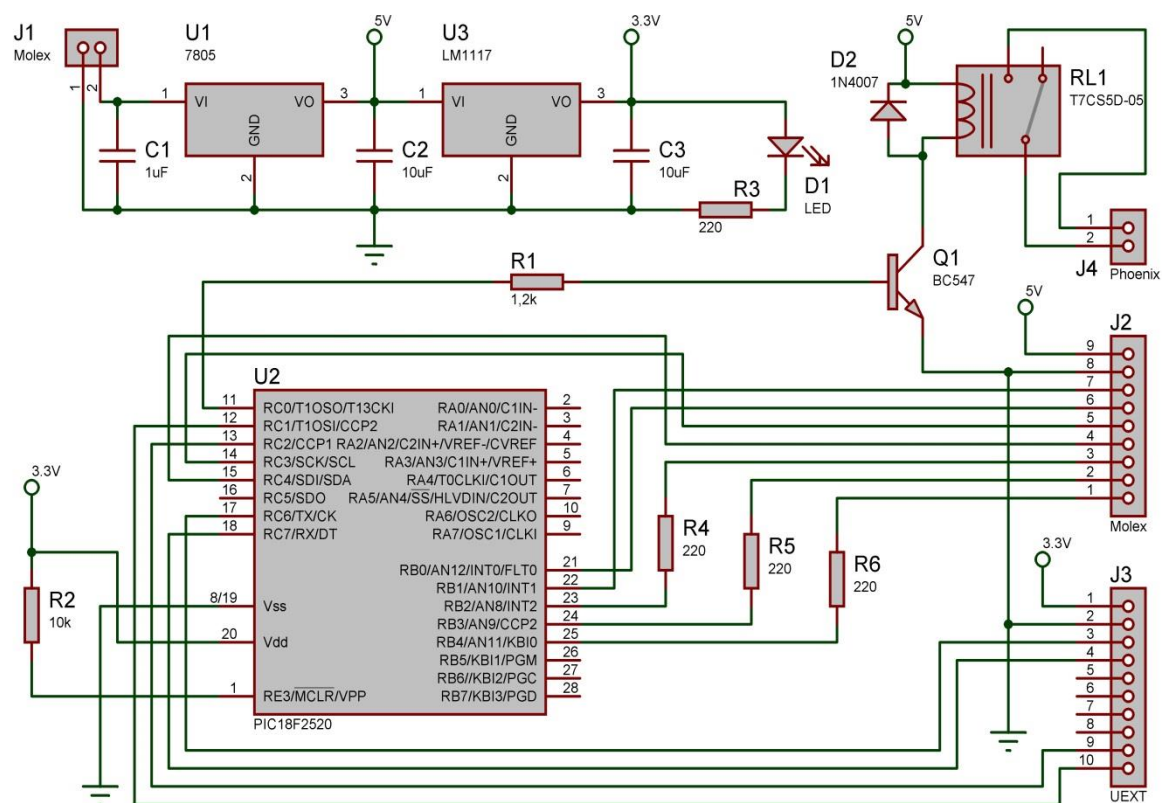 J1
Molex
1
2
U1
7805
1
VI
VO
3
GND
2
C1
1uF
5V
C2
10uF
U3
LM1117
1
VI
VO
3
GND
2
3.3V
C3
10uF
R3
220
D1
LED
5V
D2
1N4007
RL1
T7CS5D-05
1
2
J4
Phoenix
R1
1,2k
Q1
BC547
5V
J2
9
8
7
6
5
4
3
2
1
Molex
U2
11 RC0/T1OSO/T13CKI RA0/AN0/C1IN- 2
12 RC1/T1OSI/CCP2 RA1/AN1/C2IN- 3
13 RC2/CCP1 RA2/AN2/C2IN+/VREF-/CVREF 4
14 RC3/SCK/SCL RA3/AN3/C1IN+/VREF+ 5
15 RC4/SDI/SDA RA4/T0CLKI/C1OUT 6
16 RC5/SDO RA5/AN4/SS/HLVDIN/C2OUT 7
17 RC6/TX/CK RA6/OSC2/CLKO 10
18 RC7/RX/DT RA7/OSC1/CLKI 9
RB0/AN12/INT0/FLT0 21
RB1/AN10/INT1 22
8/19 Vss RB2/AN8/INT2 23
RB3/AN9/CCP2 24
20 Vdd RB4/AN11/KBI0 25
RB5/KBI1/PGM 26
RB6//KBI2/PGC 27
1 RE3/MCLR/VPP RB7/KBI3/PGD 28
PIC18F2520
3.3V
R2
10k
R4
220
R5
220
R6
220
3.3V
J3
1
2
3
4
5
6
7
8
9
10
UEXT